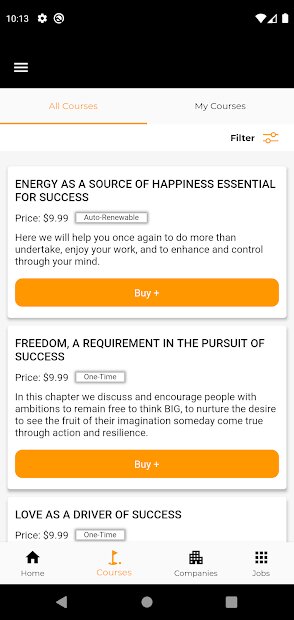 10:13
All Courses
My Courses
Filter
ENERGY AS A SOURCE OF HAPPINESS ESSENTIAL
FOR SUCCESS
Price: $9.99 Auto-Renewable
Here we will help you once again to do more than
undertake, enjoy your work, and to enhance and control
through your mind.
Buy +
FREEDOM, A REQUIREMENT IN THE PURSUIT OF
SUCCESS
Price: $9.99 One-Time
In this chapter we discuss and encourage people with
ambitions to remain free to think BIG, to nurture the desire
to see the fruit of their imagination someday come true
through action and resilience.
Buy +
LOVE AS A DRIVER OF SUCCESS
Price: $9.99 One-Time
Home
Courses
Companies
Jobs